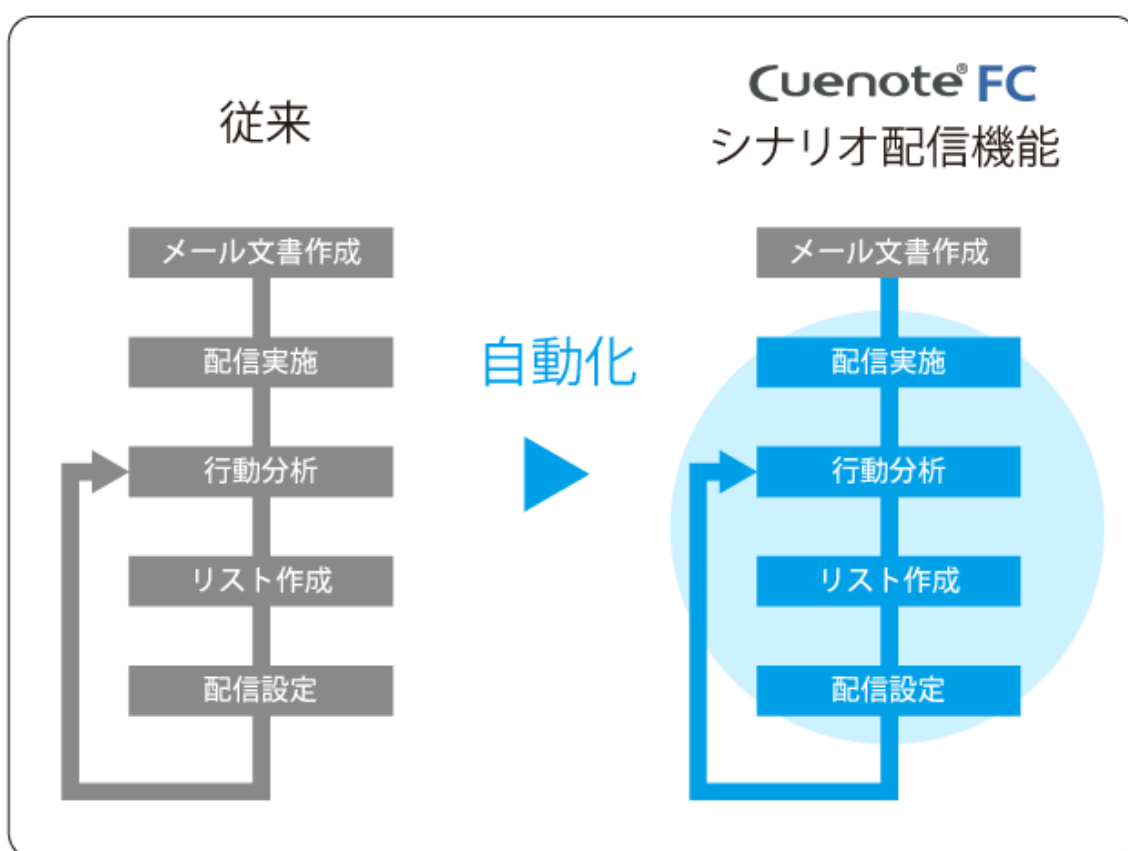 従来
メール文書作成
配信実施
行動分析
リスト作成
配信設定
自動化
Cuenote® FC
シナリオ配信機能
メール文書作成
配信実施
行動分析
リスト作成
配信設定